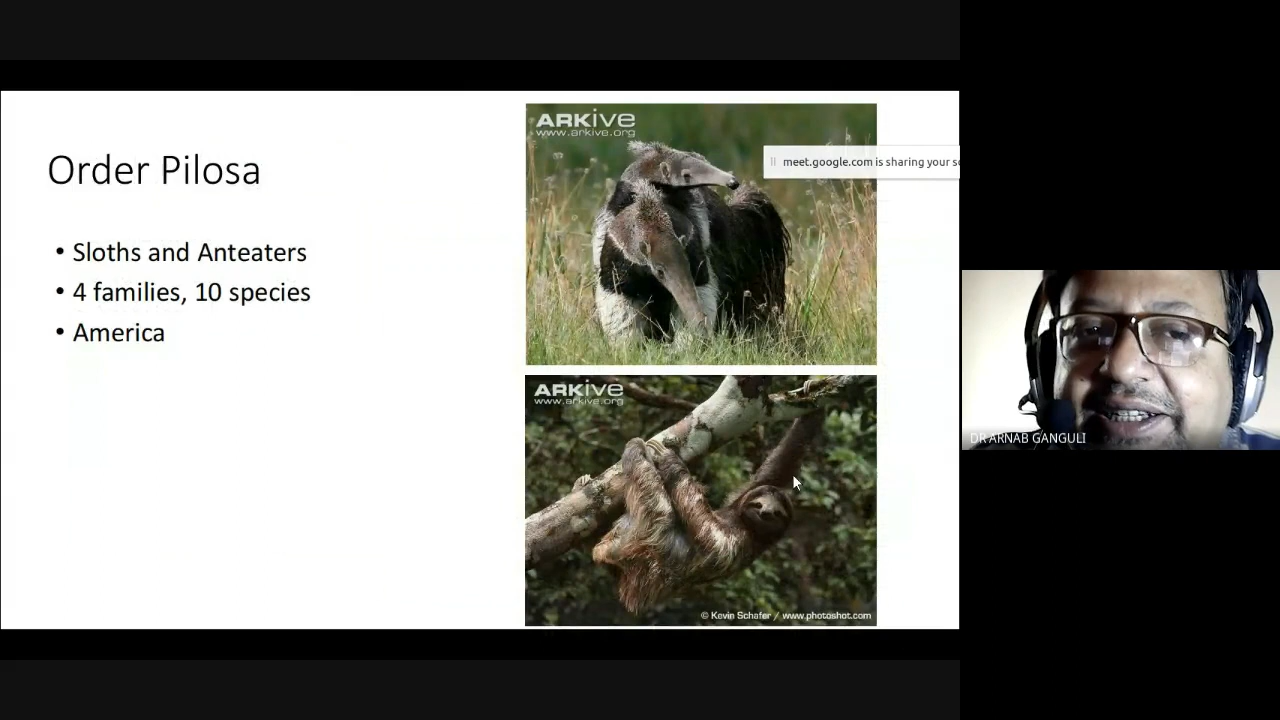 Order Pilosa
• Sloths and Anteaters
• 4 families, 10 species
• America
ARKive
www.arkive.org
meet.google.com is sharing your s
ARKive
www.arkive.org
© Kevin Schafer / www.photoshot.com
DR ARNAB GANGULI